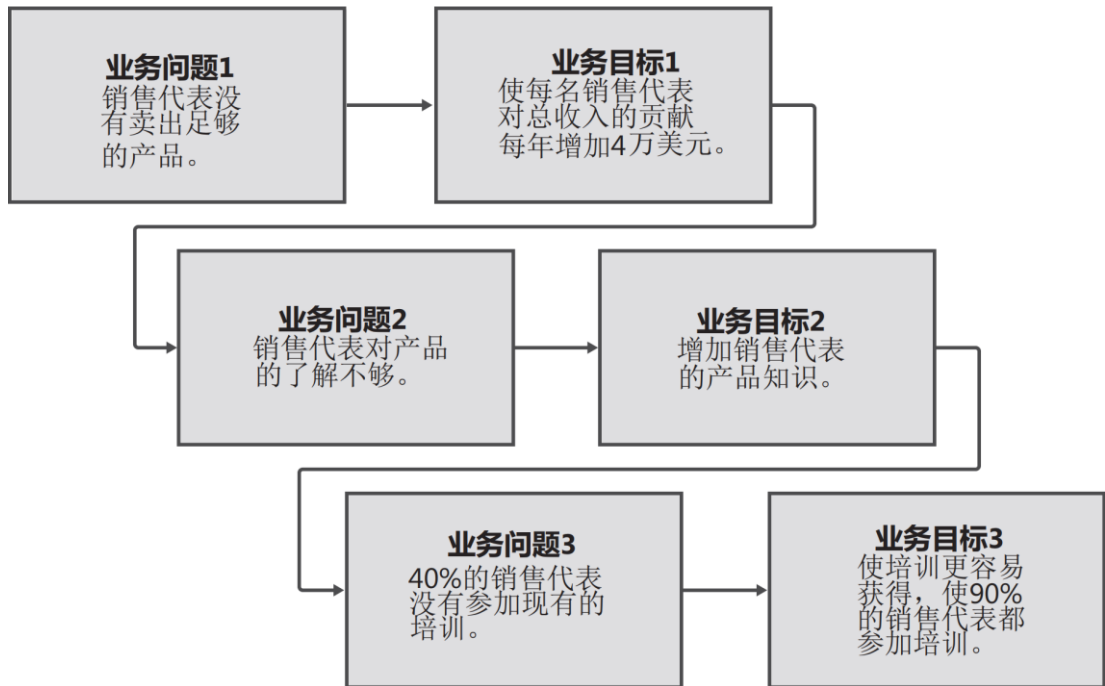 业务问题1
销售代表没
有卖出足够
的产品。
业务目标1
使每名销售代表
对总收入的贡献
每年增加4万美元。
业务问题2
销售代表对产品
的了解不够。
业务目标2
增加销售代表
的产品知识。
业务问题3
40%的销售代表
没有参加现有的
培训。
业务目标3
使培训更容易
获得，使90%
的销售代表都
参加培训。